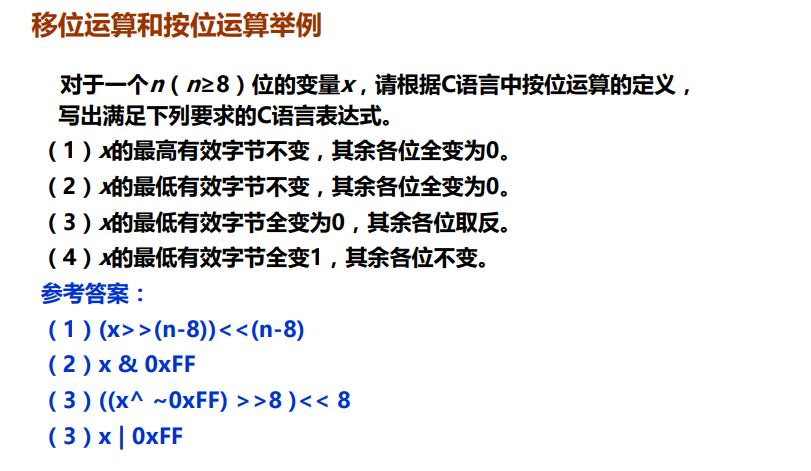 移位运算和按位运算举例
对于一个n（n≥8）位的变量x，请根据C语言中按位运算的定义，
写出满足下列要求的C语言表达式。
（1）x的最高有效字节不变，其余各位全变为0。
（2）x的最低有效字节不变，其余各位全变为0。
（3）x的最低有效字节全变为0，其余各位取反。
（4）x的最低有效字节全变1，其余各位不变。
参考答案：
（1）(x>>(n-8))<<(n-8)
（2）x & 0xFF
（3）((x^ ~0xFF) >>8 )<< 8
（3）x | 0xFF